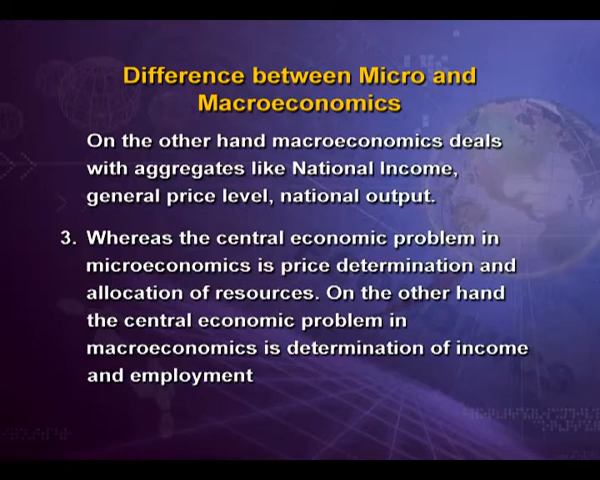 Difference between Micro and
Macroeconomics
On the other hand macroeconomics deals
with aggregates like National Income,
general price level, national output.
3. Whereas the central economic problem in
microeconomics is price determination and
allocation of resources. On the other hand
the central economic problem in
macroeconomics is determination of income
and employment